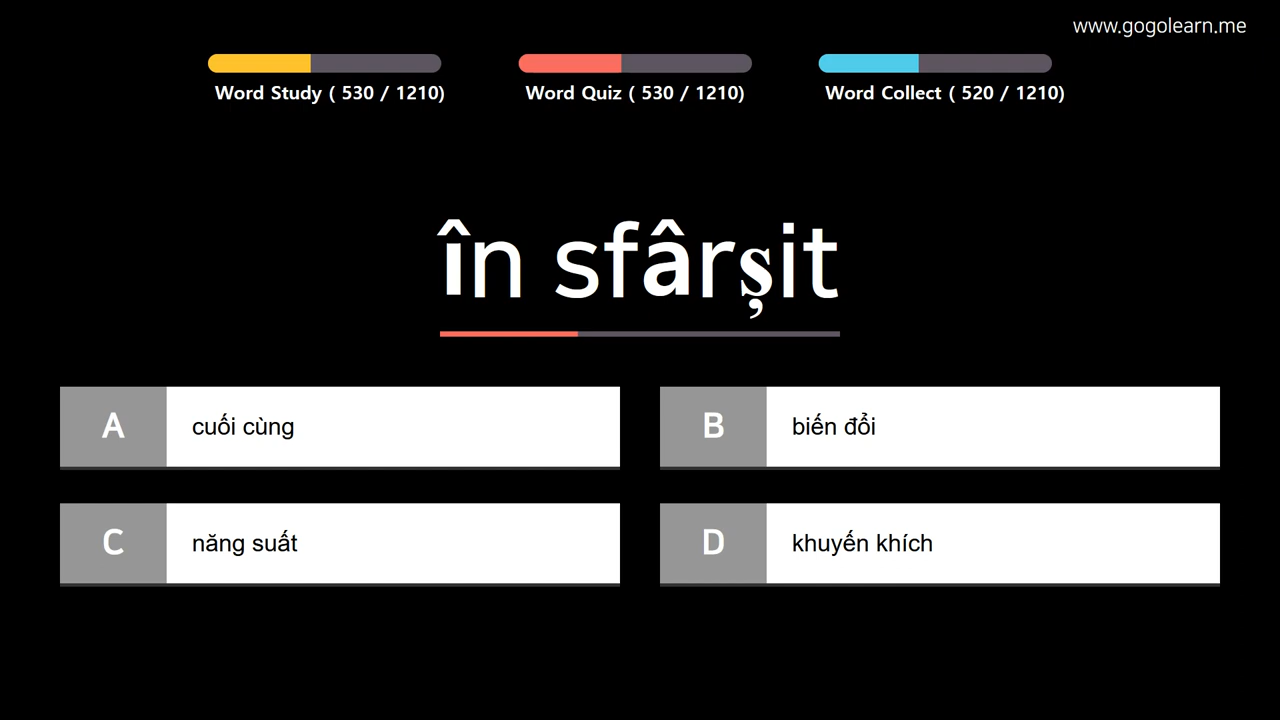 www.gogolearn.me
Word Study ( 530 / 1210)
Word Quiz ( 530 / 1210)
Word Collect ( 520 / 1210)
în sfârșit
A
cuối cùng
B
biến đổi
C
năng suất
D
khuyến khích